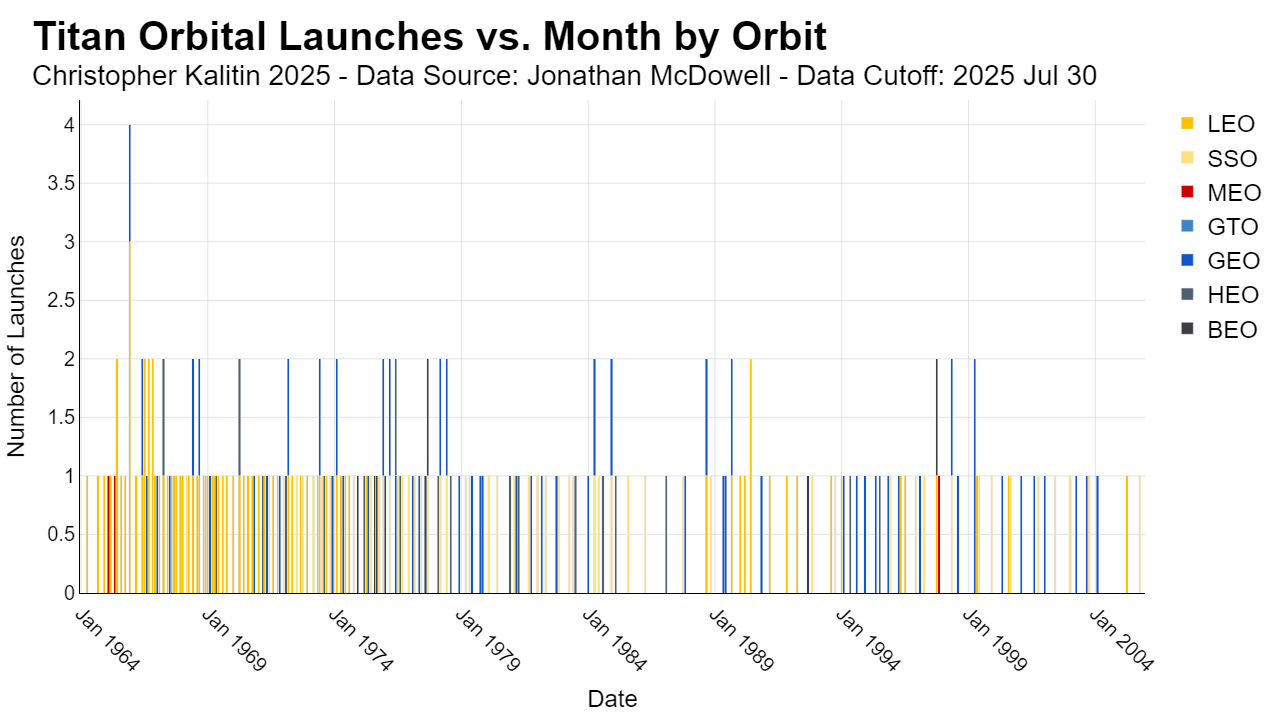 Titan Orbital Launches vs. Month by Orbit
Christopher Kalitin 2025 - Data Source: Jonathan McDowell - Data Cutoff: 2025 Jul 30
Number of Launches
4
3.5
3
2.5
2
1.5
1
0.5
0
Jan 1964
Jan 1969
Jan 1974
Jan 1979
Jan 1984
Jan 1989
Jan 1994
Jan 1999
Jan 2004
Date
LEO
SSO
MEO
GTO
GEO
HEO
BEO